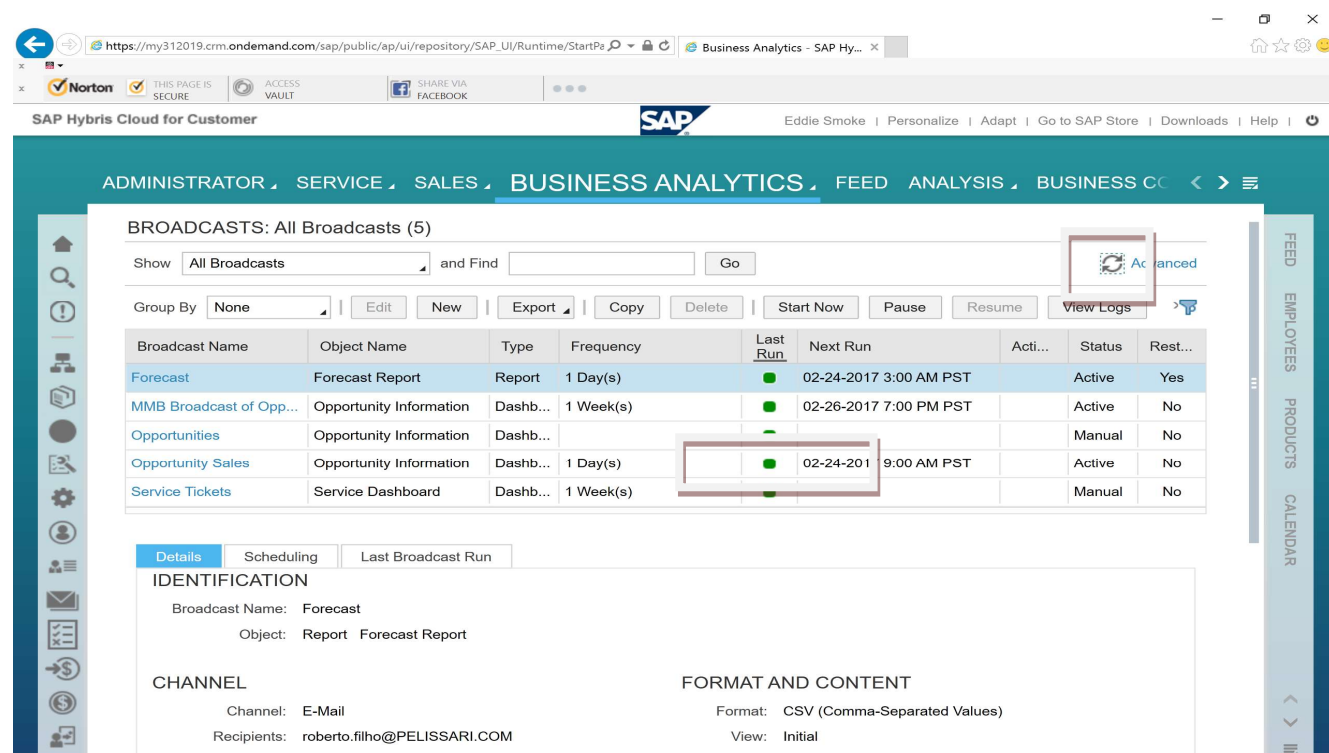 https://my312019.crm.ondemand.com/sap/public/ap/ui/repository/SAP_UI/Runtime/StartPa Business Analytics - SAP Hy...
Norton THIS PAGE IS SECURE ACCESS VAULT SHARE VIA FACEBOOK
SAP Hybris Cloud for Customer SAP Eddie Smoke | Personalize | Adapt | Go to SAP Store | Downloads | Help |
ADMINISTRATOR SERVICE SALES BUSINESS ANALYTICS FEED ANALYSIS BUSINESS CO
BROADCASTS: All Broadcasts (5)
Show All Broadcasts and Find Go Advanced
Group By None | Edit New | Export | Copy Delete | Start Now Pause Resume View Logs
Broadcast Name Object Name Type Frequency Last Run Next Run Acti... Status Rest...
Forecast Forecast Report Report 1 Day(s) 02-24-2017 3:00 AM PST Active Yes
MMB Broadcast of Opp... Opportunity Information Dashb... 1 Week(s) 02-26-2017 7:00 PM PST Active No
Opportunities Opportunity Information Dashb... Manual No
Opportunity Sales Opportunity Information Dashb... 1 Day(s) 02-24-201 9:00 AM PST Active No
Service Tickets Service Dashboard Dashb... 1 Week(s) Manual No
Details Scheduling Last Broadcast Run
IDENTIFICATION
Broadcast Name: Forecast
Object: Report Forecast Report
CHANNEL FORMAT AND CONTENT
Channel: E-Mail Format: CSV (Comma-Separated Values)
Recipients: roberto.filho@PELISSARI.COM View: Initial
FEED
EMPLOYEES
PRODUCTS
CALENDAR